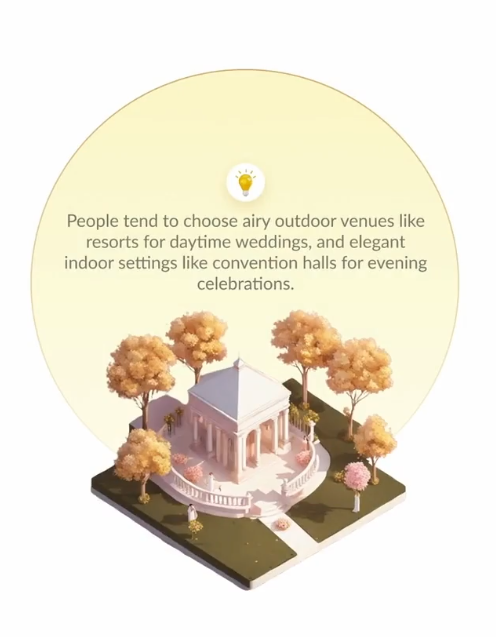 People tend to choose airy outdoor venues like
resorts for daytime weddings, and elegant
indoor settings like convention halls for evening
celebrations.